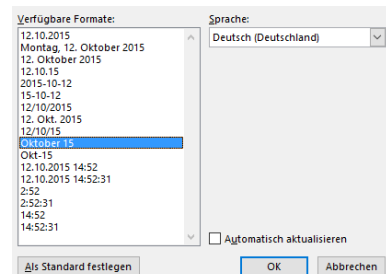 Verfügbare Formate:
Sprache:
12.10.2015
Montag, 12. Oktober 2015
12. Oktober 2015
12.10.15
2015-10-12
15-10-12
12/10/2015
12. Okt. 2015
12/10/15
Oktober 15
Okt-15
12.10.2015 14:52
12.10.2015 14:52:31
2:52
2:52:31
14:52
14:52:31
Deutsch (Deutschland)
Automatisch aktualisieren
Als Standard festlegen
OK
Abbrechen